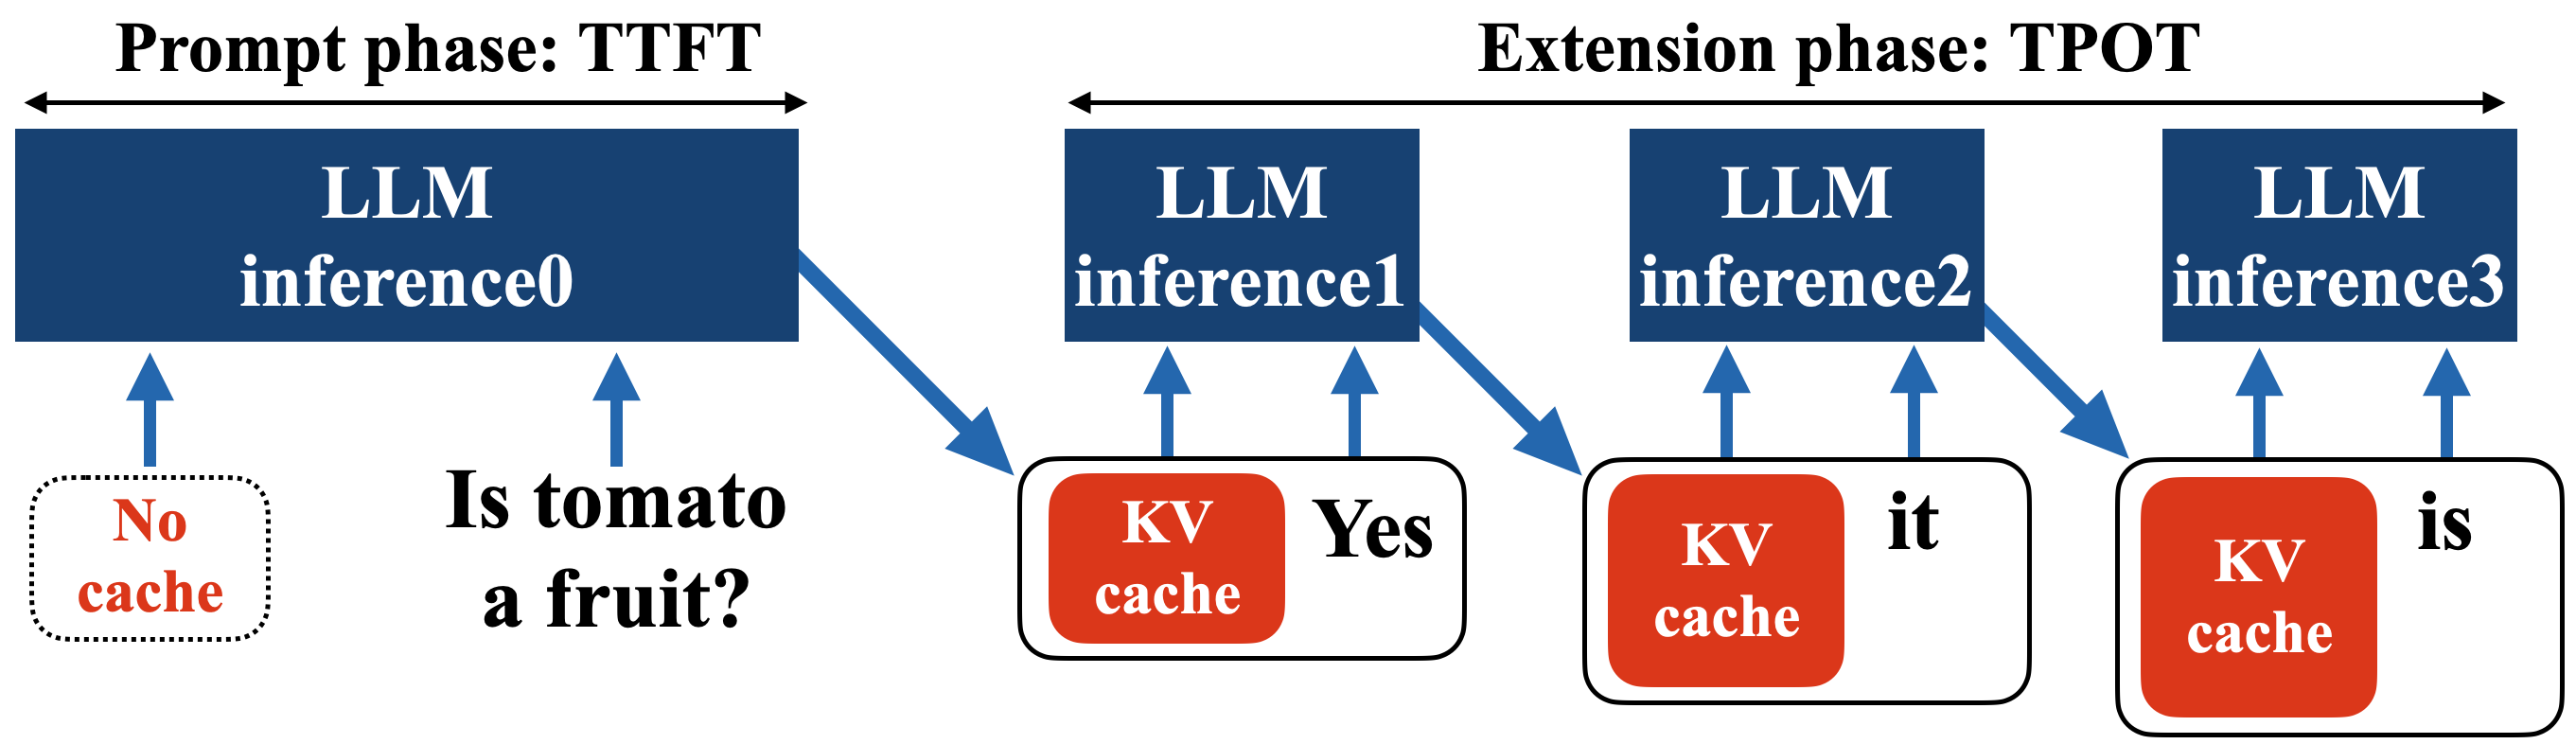 Prompt phase: TTFT
Extension phase: TPOT
LLM
inference0
LLM
inference1
LLM
inference2
LLM
inference3
No
cache
Is tomato
a fruit?
KV
cache
Yes
KV
cache
it
KV
cache
is